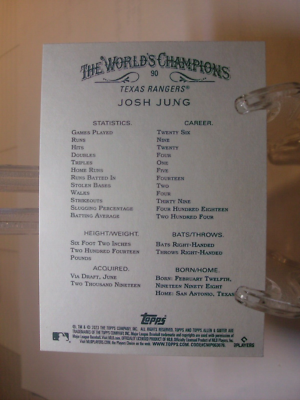 THE WORLD'S CHAMPIONS
90
TEXAS RANGERS®
JOSH JUNG
STATISTICS. CAREER.
GAMES PLAYED TWENTY SIX
RUNS NINE
HITS TWENTY
DOUBLES FOUR
TRIPLES ONE
HOME RUNS FIVE
RUNS BATTED IN FOURTEEN
STOLEN BASES TWO
WALKS FOUR
STRIKEOUTS THIRTY NINE
SLUGGING PERCENTAGE FOUR HUNDRED EIGHTEEN
BATTING AVERAGE TWO HUNDRED FOUR
HEIGHT/WEIGHT. BATS/THROWS.
SIX FOOT TWO INCHES BATS RIGHT-HANDED
TWO HUNDRED FOURTEEN THROWS RIGHT-HANDED
POUNDS
ACQUIRED. BORN/HOME.
VIA DRAFT, JUNE BORN: FEBRUARY TWELFTH,
TWO THOUSAND NINETEEN NINETEEN NINETY EIGHT
HOME: SAN ANTONIO, TEXAS
Topps